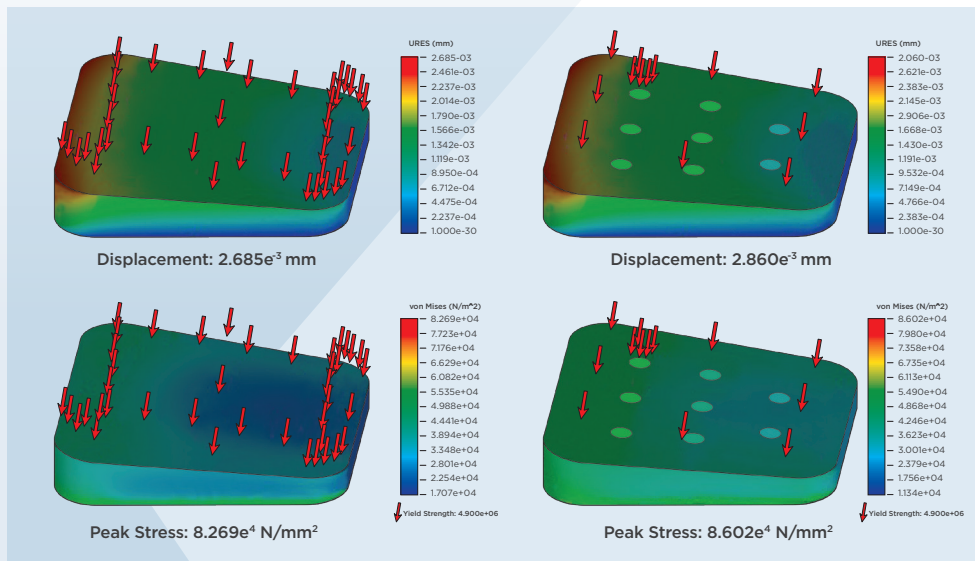 URES (mm)
2.685-03
2.461e-03
2.237e-03
2.014e-03
1.790e-03
1.566e-03
1.342e-03
1.119e-03
8.950e-04
6.712e-04
4.475e-04
2.237e-04
1.000e-30
Displacement: 2.685e-3 mm
URES (mm)
2.060-03
2.621e-03
2.383e-03
2.145e-03
2.906e-03
1.668e-03
1.430e-03
1.191e-03
9.532e-04
7.149e-04
4.766e-04
2.383e-04
1.000e-30
Displacement: 2.860e-3 mm
von Mises (N/m^2)
8.269e+04
7.723e+04
7.176e+04
6.629e+04
6.082e+04
5.535e+04
4.988e+04
4.441e+04
3.894e+04
3.348e+04
2.801e+04
2.254e+04
1.707e+04
Yield Strength: 4.900e+06
Peak Stress: 8.269e4 N/mm2
von Mises (N/m^2)
8.602e+04
7.980e+04
7.358e+04
6.735e+04
6.113e+04
5.490e+04
4.868e+04
4.246e+04
3.623e+04
3.001e+04
2.379e+04
1.756e+04
1.134e+04
Yield Strength: 4.900e+06
Peak Stress: 8.602e4 N/mm2